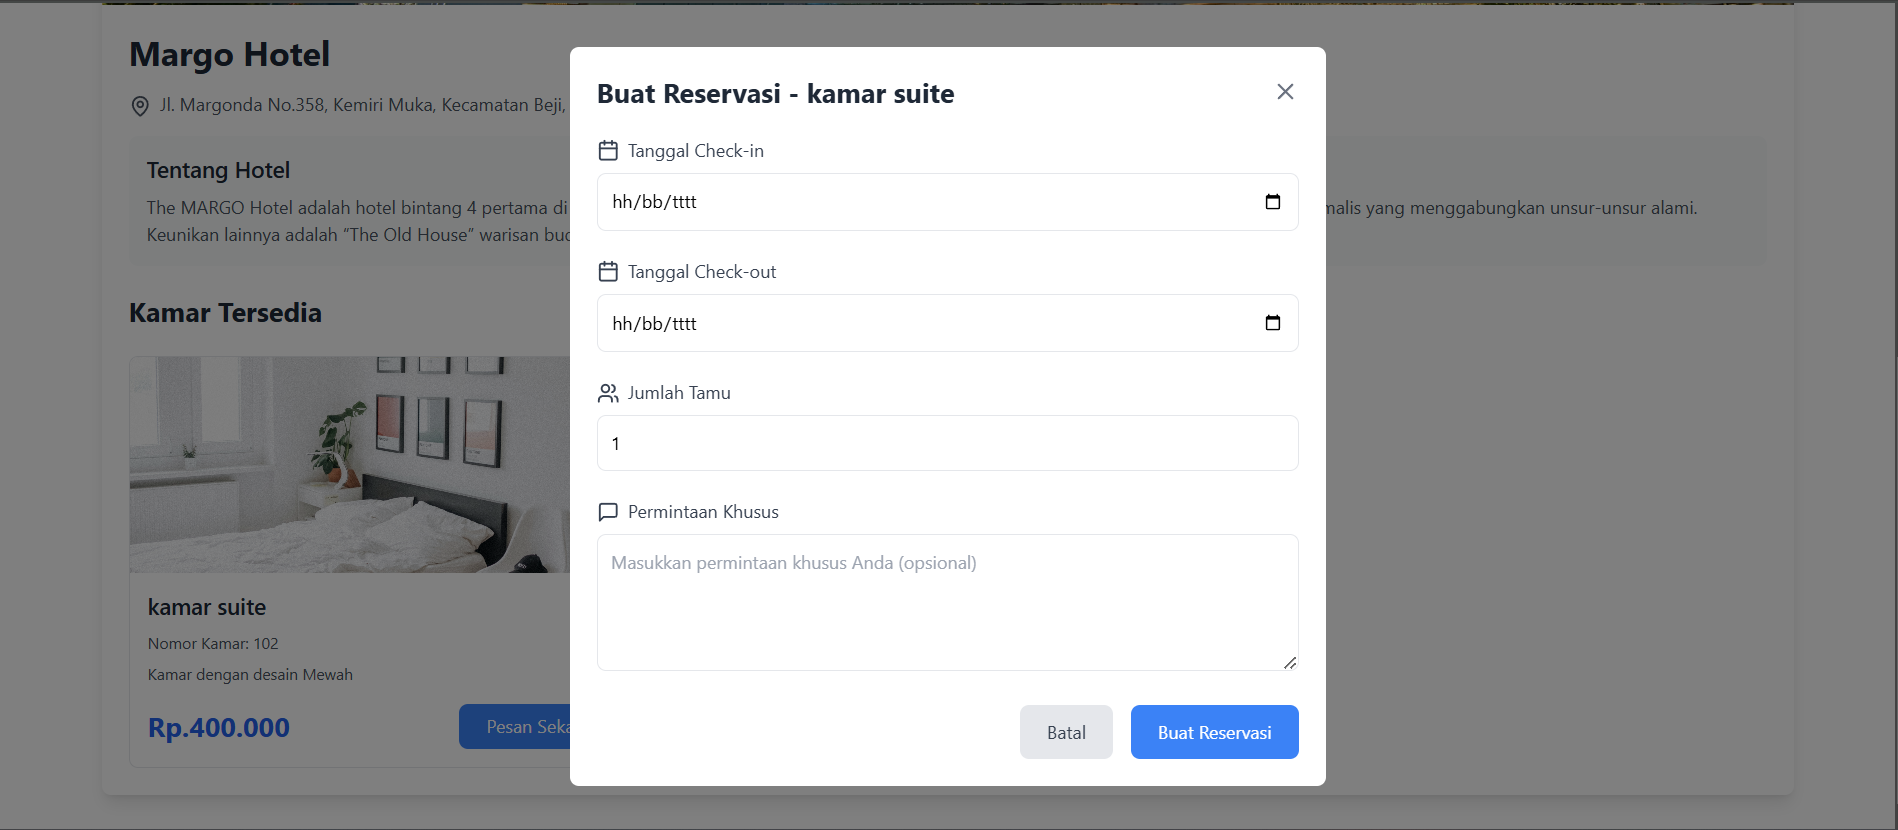 Margo Hotel
Jl. Margonda No.358, Kemiri Muka, Kecamatan Beji,
Tentang Hotel
The MARGO Hotel adalah hotel bintang 4 pertama di
malis yang menggabungkan unsur-unsur alami.
Keunikan lainnya adalah “The Old House” warisan bud
Kamar Tersedia
kamar suite
Nomor Kamar: 102
Kamar dengan desain Mewah
Rp.400.000
Pesan Seka
Buat Reservasi - kamar suite
Tanggal Check-in
hh/bb/tttt
Tanggal Check-out
hh/bb/tttt
Jumlah Tamu
1
Permintaan Khusus
Masukkan permintaan khusus Anda (opsional)
Batal
Buat Reservasi